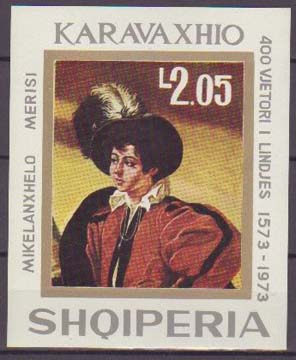 KARAVAXHIO
MIKELANXHELO MERISI
L2.05
400 VJETORI I LINDJES 1573-1973
SHQIPERIA